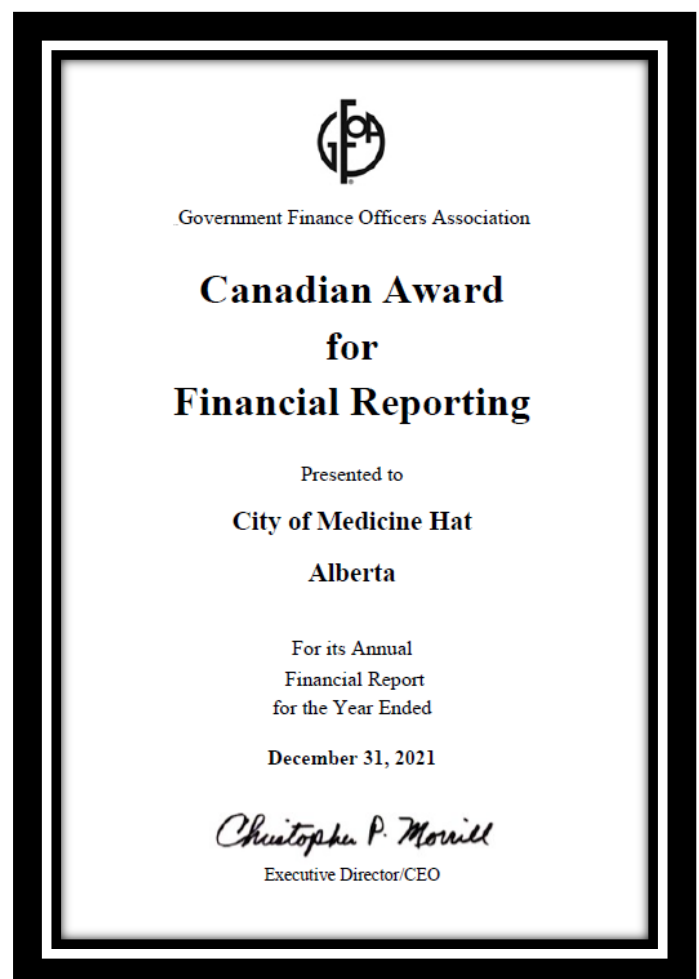 GFOA
Government Finance Officers Association
Canadian Award
for
Financial Reporting
Presented to
City of Medicine Hat
Alberta
For its Annual
Financial Report
for the Year Ended
December 31, 2021
Christopher P. Morrill
Executive Director/CEO